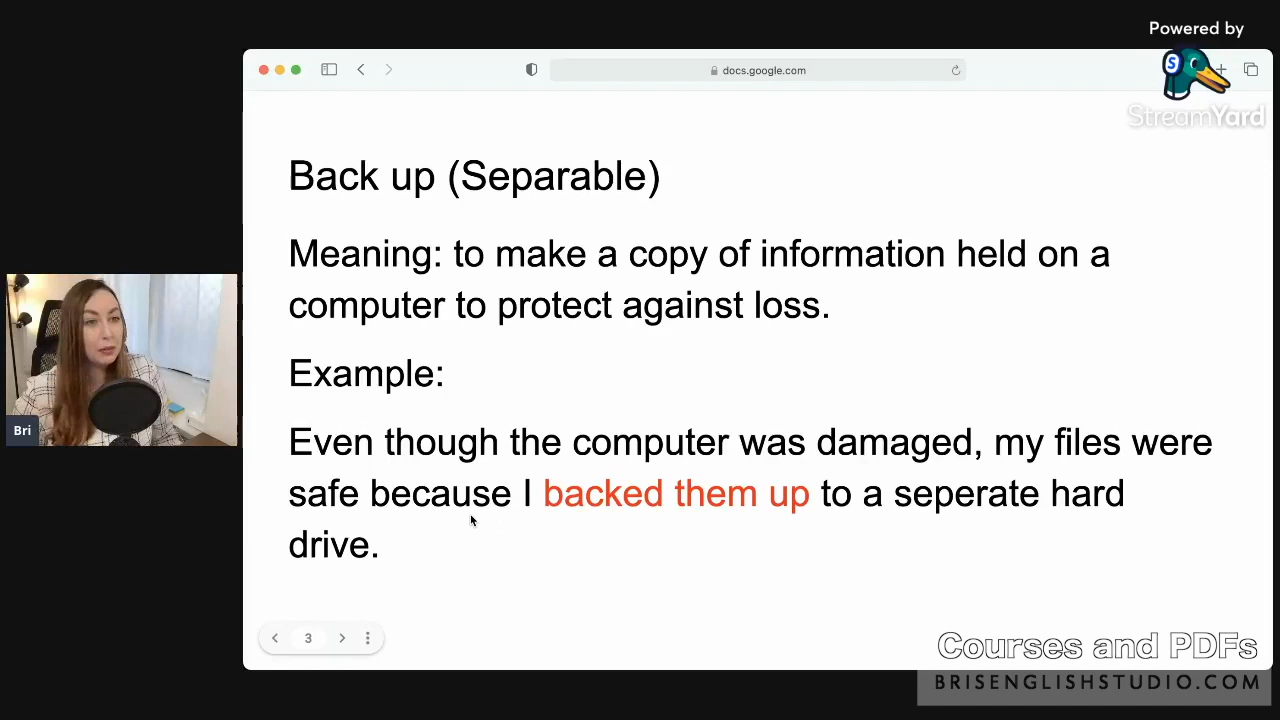 Powered by
StreamYard
docs.google.com
Back up (Separable)
Meaning: to make a copy of information held on a
computer to protect against loss.
Example:
Even though the computer was damaged, my files were
safe because I backed them up to a seperate hard
drive.
Bri
3
Courses and PDFs
BRISENGLISHSTUDIO.COM